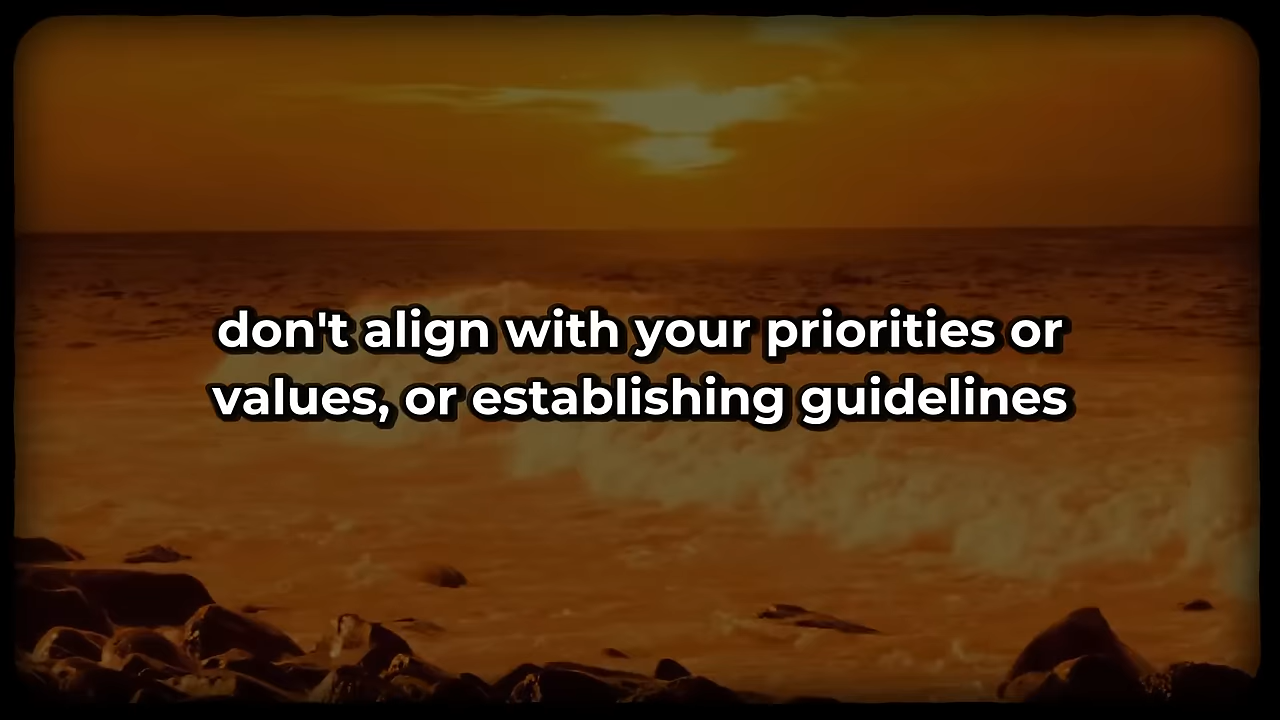 don't align with your priorities or
values, or establishing guidelines